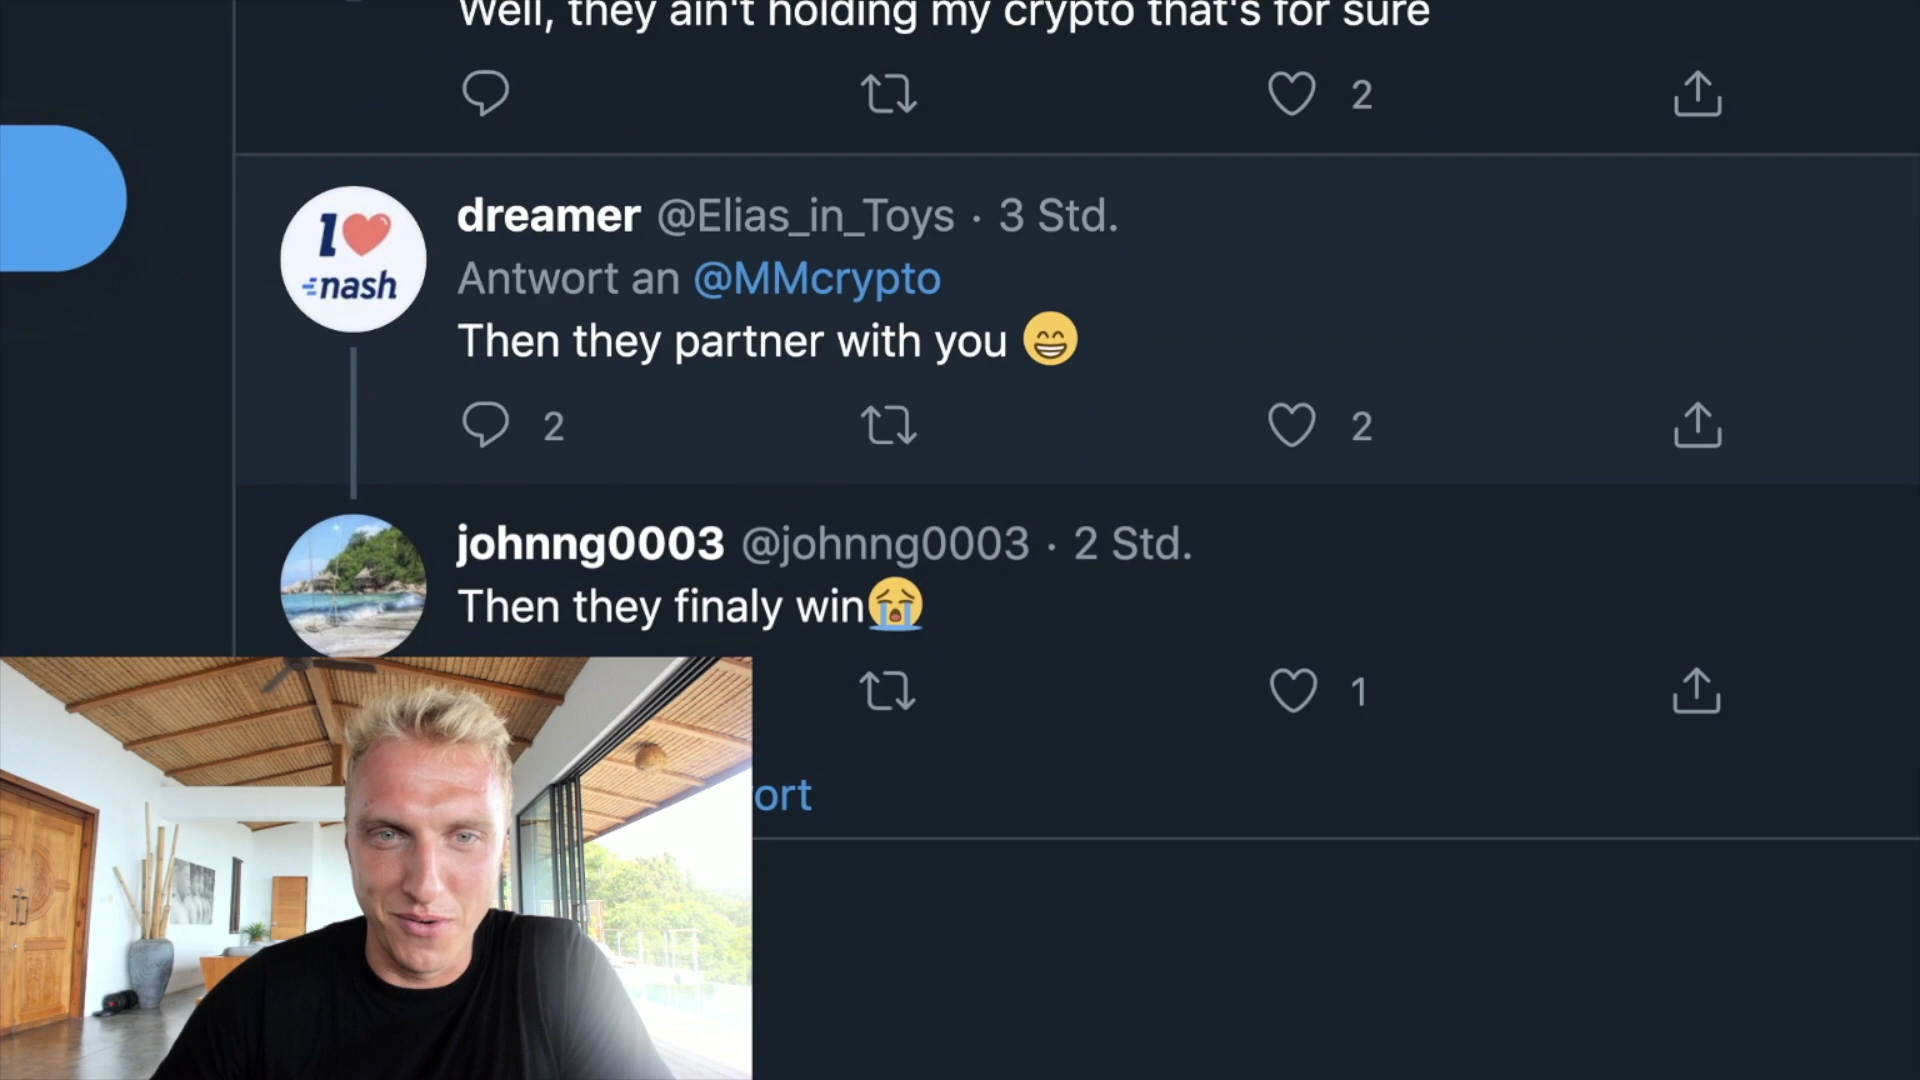 Well, they ain't holding my crypto that's for sure
2
I❤
nash
dreamer @Elias_in_Toys · 3 Std.
Antwort an @MMcrypto
Then they partner with you 😁
2 2
johnng0003 @johnng0003 · 2 Std.
Then they finaly win😭
1
ort